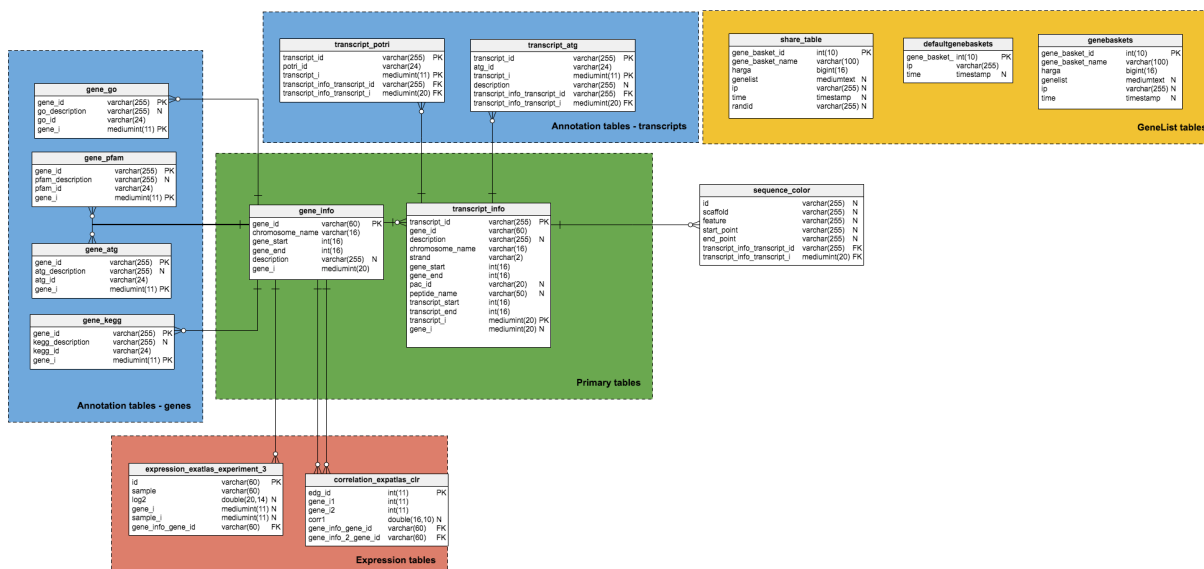 transcript_potri
transcript_id varchar(255) PK
potri_id varchar(24)
transcript_i mediumint(11) PK
transcript_info_transcript_id varchar(255) FK
transcript_info_transcript_i mediumint(20) FK
transcript_atg
transcript_id varchar(255) PK
atg_id varchar(24)
transcript_i mediumint(11) PK
description varchar(255) N
transcript_info_transcript_id varchar(255) FK
transcript_info_transcript_i mediumint(20) FK
Annotation tables - transcripts
share_table
gene_basket_id int(10) PK
gene_basket_name varchar(100)
harga bigint(16)
genelist mediumtext N
ip varchar(255) N
time timestamp N
randid varchar(255) N
defaultgenebaskets
gene_basket_ int(10) PK
ip varchar(255)
time timestamp N
genebaskets
gene_basket_id int(10) PK
gene_basket_name varchar(100)
harga bigint(16)
genelist mediumtext N
ip varchar(255) N
time timestamp N
GeneList tables
gene_go
gene_id varchar(255) PK
go_description varchar(255) N
go_id varchar(24)
gene_i mediumint(11) PK
gene_pfam
gene_id varchar(255) PK
pfam_description varchar(255) N
pfam_id varchar(24)
gene_i mediumint(11) PK
gene_atg
gene_id varchar(255) PK
atg_description varchar(255) N
atg_id varchar(24)
gene_i mediumint(11) PK
gene_kegg
gene_id varchar(255) PK
kegg_description varchar(255) N
kegg_id varchar(24)
gene_i mediumint(11) PK
Annotation tables - genes
gene_info
gene_id varchar(60) PK
chromosome_name varchar(16)
gene_start int(16)
gene_end int(16)
description varchar(255) N
gene_i mediumint(20)
transcript_info
transcript_id varchar(255) PK
gene_id varchar(60)
description varchar(255) N
chromosome_name varchar(16)
strand varchar(2)
gene_start int(16)
gene_end int(16)
pac_id varchar(20) N
peptide_name varchar(50) N
transcript_start int(16)
transcript_end int(16)
transcript_i mediumint(20) PK
gene_i mediumint(20) N
Primary tables
sequence_color
id varchar(255) N
scaffold varchar(255) N
feature varchar(255) N
start_point varchar(255) N
end_point varchar(255) N
transcript_info_transcript_id varchar(255) FK
transcript_info_transcript_i mediumint(20) FK
expression_exatlas_experiment_3
id varchar(60) PK
sample varchar(60)
log2 double(20,14) N
gene_i mediumint(11) N
sample_i mediumint(11) N
gene_info_gene_id varchar(60) FK
correlation_expatlas_clr
edg_id int(11) PK
gene_i1 int(11)
gene_i2 int(11)
corr1 double(16,10) N
gene_info_gene_id varchar(60) FK
gene_info_2_gene_id varchar(60) FK
Expression tables